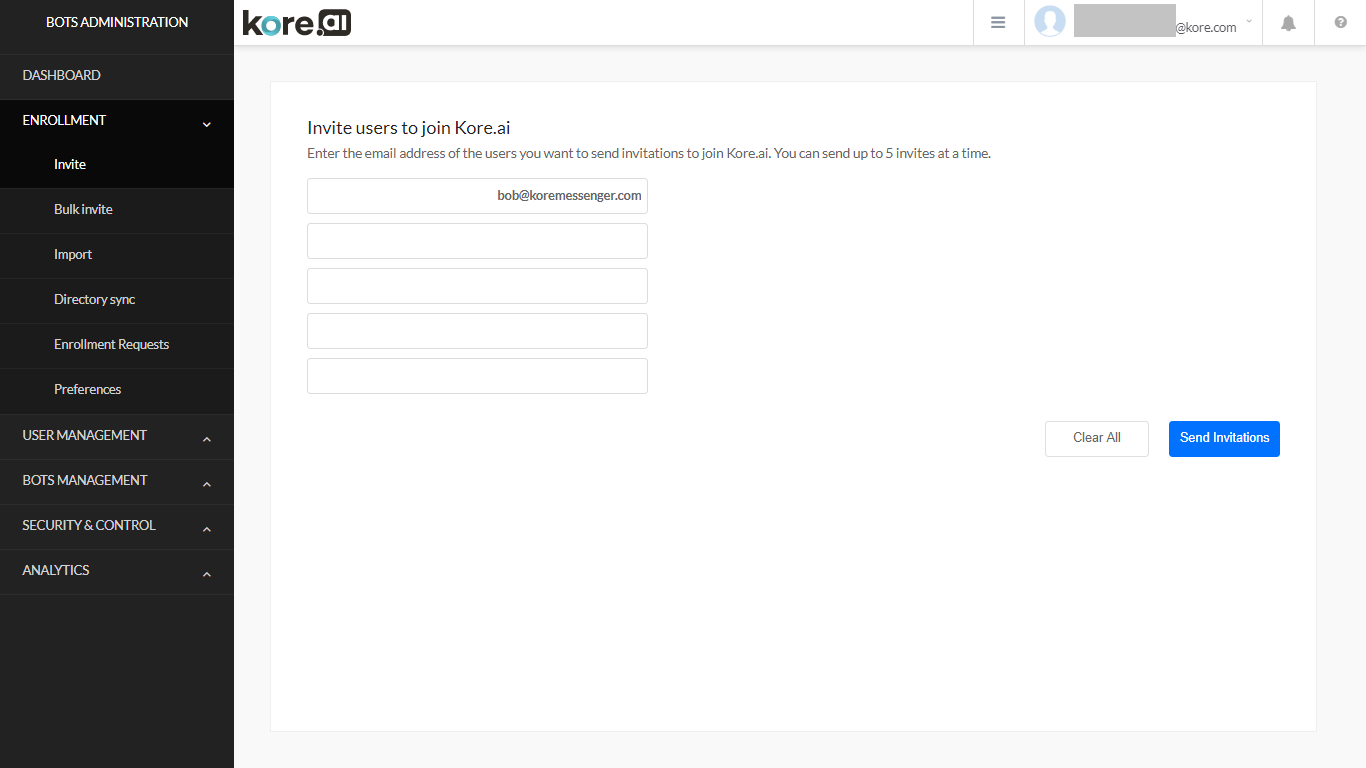 BOTS ADMINISTRATION
kore.ai
@kore.com
DASHBOARD
ENROLLMENT
Invite
Bulk invite
Import
Directory sync
Enrollment Requests
Preferences
USER MANAGEMENT
BOTS MANAGEMENT
SECURITY & CONTROL
ANALYTICS
Invite users to join Kore.ai
Enter the email address of the users you want to send invitations to join Kore.ai. You can send up to 5 invites at a time.
bob@koremessenger.com
Clear All
Send Invitations